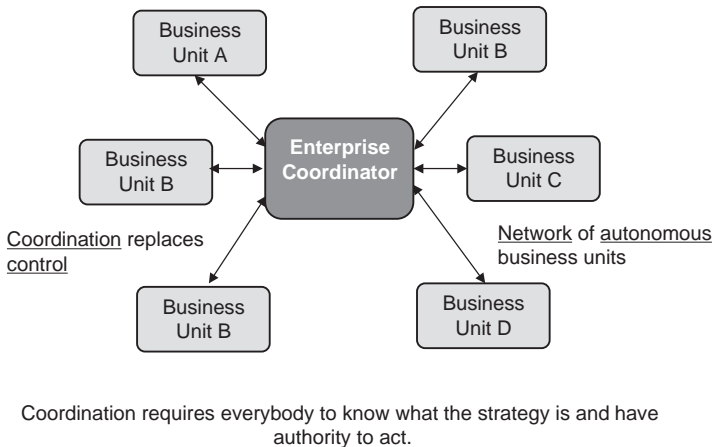 Business
Unit A
Business
Unit B
Enterprise
Coordinator
Business
Unit B
Business
Unit C
Coordination replaces
control
Network of autonomous
business units
Business
Unit B
Business
Unit D
Coordination requires everybody to know what the strategy is and have
authority to act.